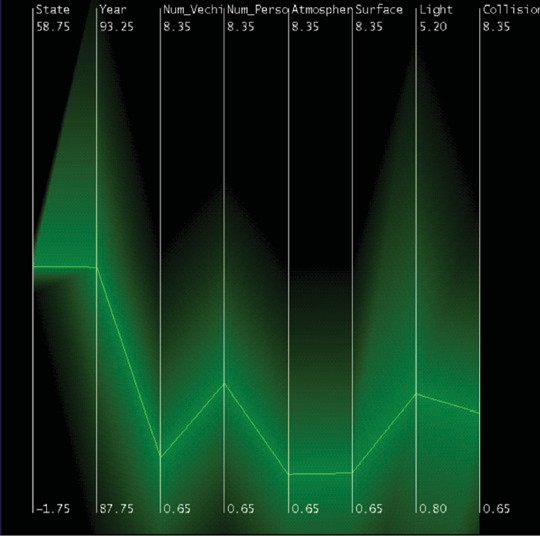 State Year Num_Vechi Num_Perso Atmospher Surface Light Collision
58.75 93.25 8.35 8.35 8.35 8.35 5.20 8.35
-1.75 87.75 0.65 0.65 0.65 0.65 0.80 0.65